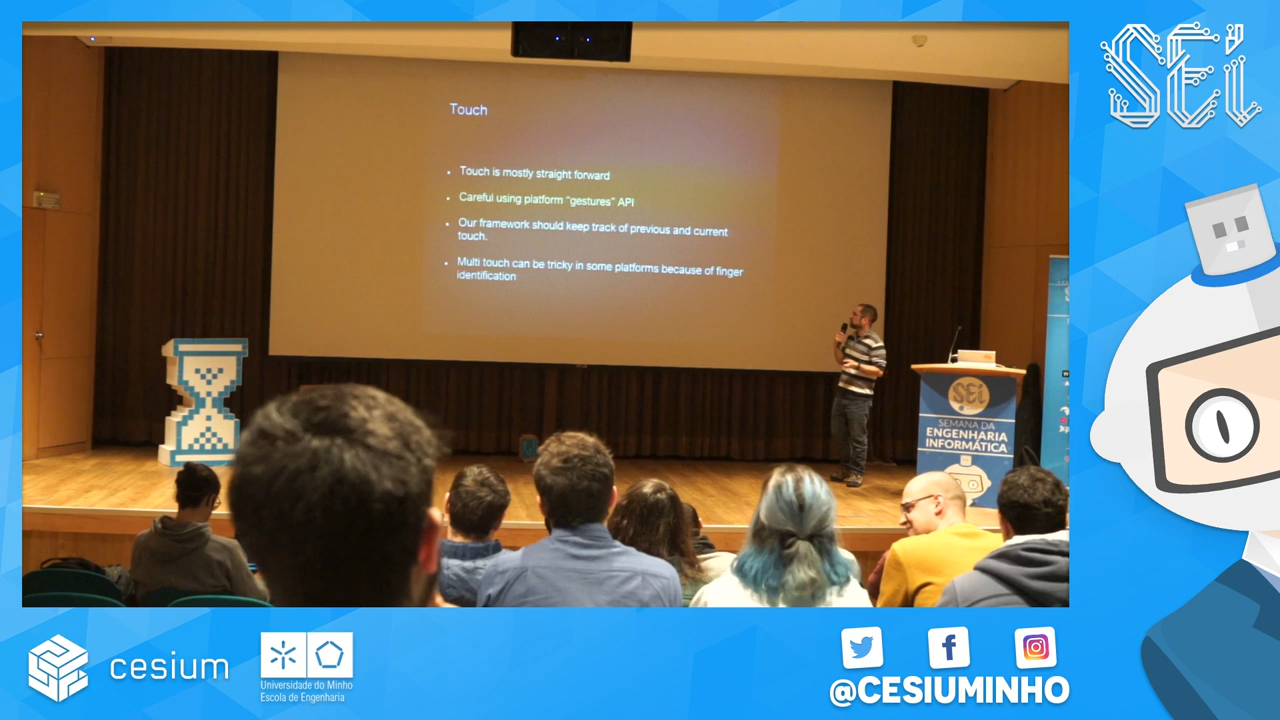 SEi
Touch
Touch is mostly straight forward
Careful using platform "gestures" API
Our framework should keep track of previous and current
touch.
Multi touch can be tricky in some platforms because of finger
identification
SEi
SEMANA DA
ENGENHARIA
INFORMÁTICA
cesium
Universidade do Minho
Escola de Engenharia
@CESIUMINHO